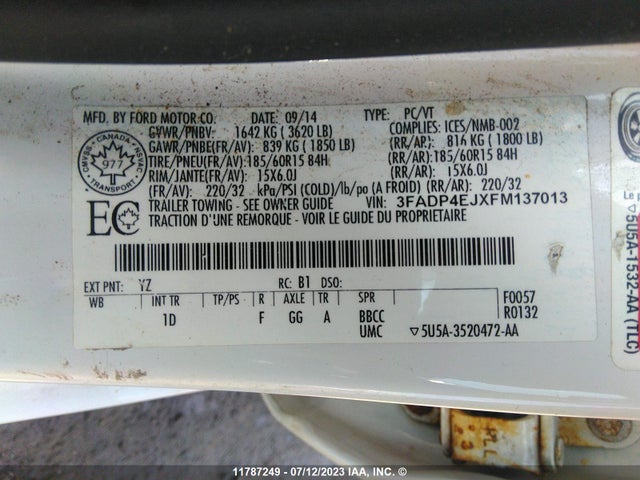 MFD. BY FORD MOTOR CO. DATE: 09/14 TYPE: PC/VT
GVWR/PNBV: 1642 KG (3620 LB) COMPLIES: ICES/NMB-002
GAWR/PNBE(FR/AV): 839 KG (1850 LB) (RR/AR): 816 KG (1800 LB)
TIRE/PNEU(FR/AV):185/60R15 84H (RR/AR):185/60R15 84H
RIM/JANTE(FR/AV): 15X6.0J (RR/AR): 15X6.0J
(FR/AV): 220/32 kPa/PSI (COLD)/lb/po (A FROID) (RR/AR): 220/32
TRAILER TOWING - SEE OWKER GUIDE VIN: 3FADP4EJXFM137013
TRACTION D'UNE REMORQUE - VOIR LE GUIDE DU PROPRIETAIRE
CANADA
977
EC
EXT PNT: YZ RC: B1 DSO:
WB INT TR TP/PS R AXLE TR SPR F0057
1D F GG A BBCC R0132
UMC ▽5U5A-3520472-AA
5U5A-1532-AA (TLC)
11787249 - 07/12/2023 IAA, INC. ©